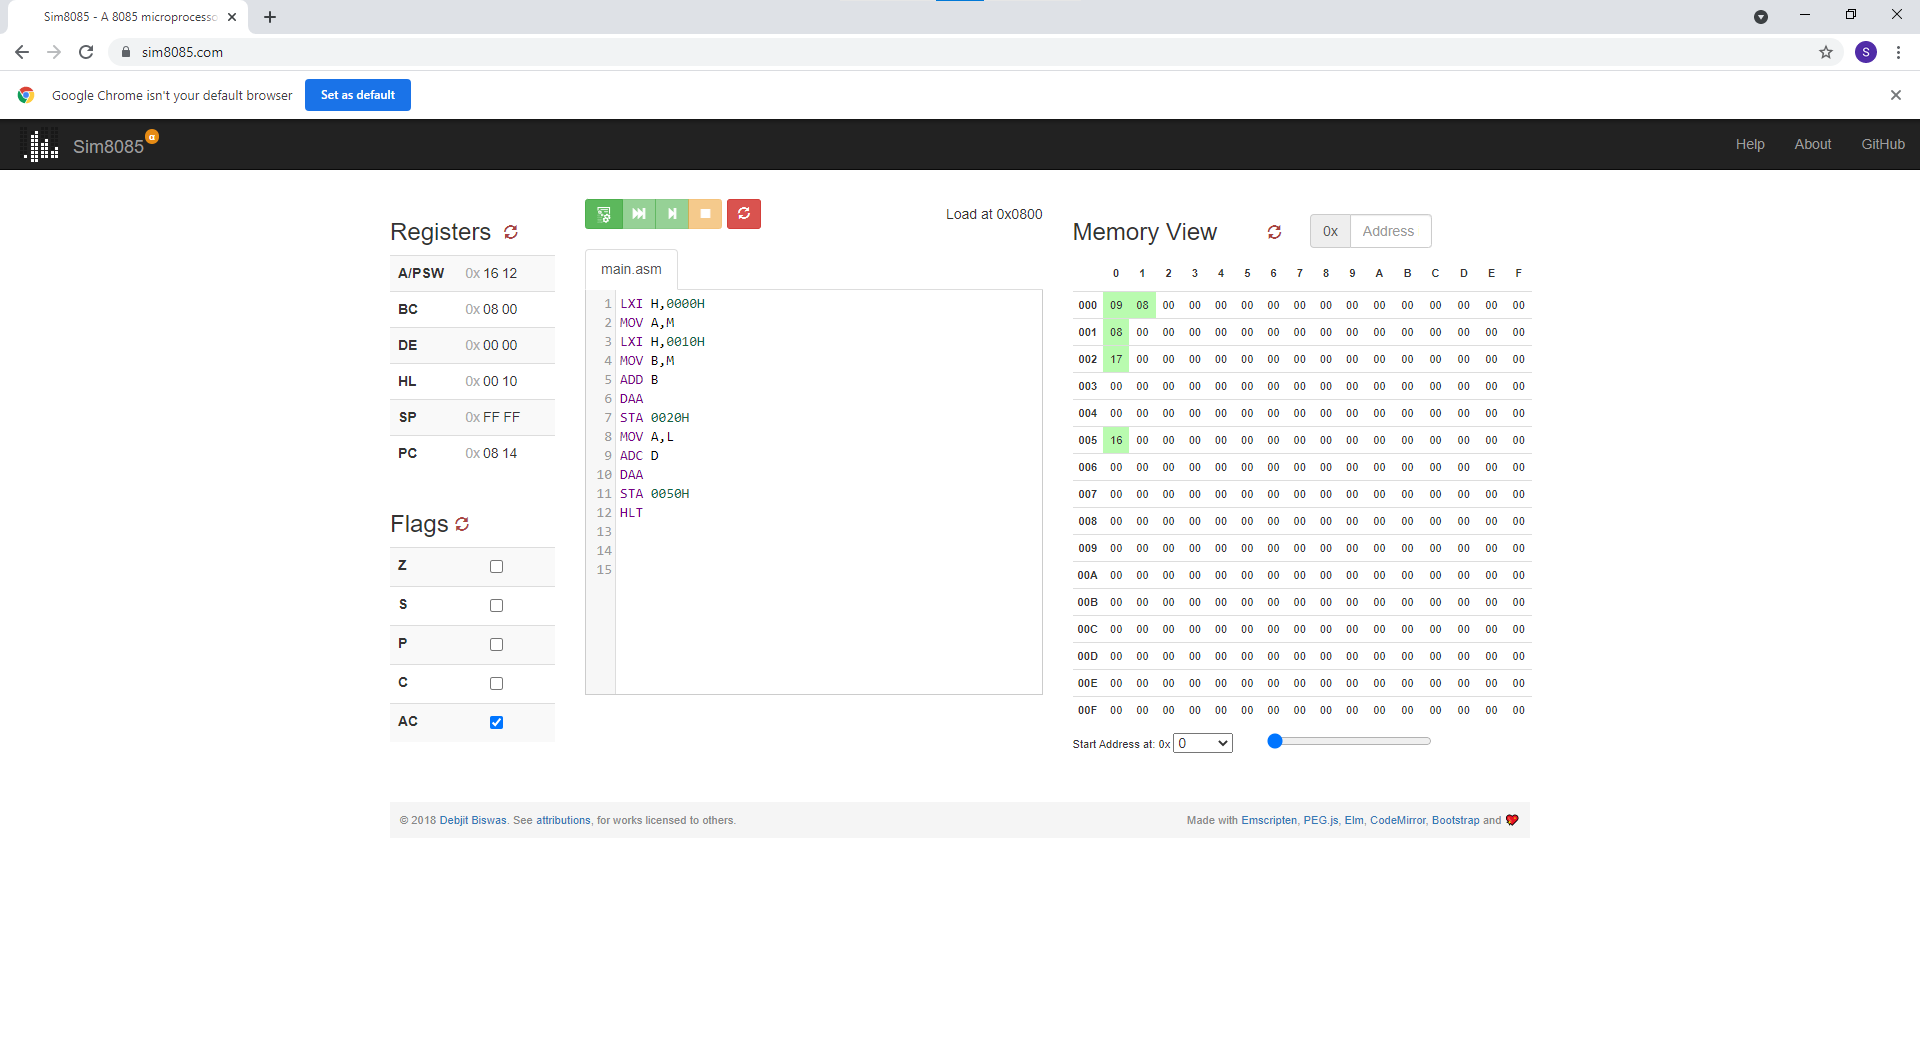 Sim8085 - A 8085 microprocesso
sim8085.com
S
Google Chrome isn't your default browser
Set as default
Sim8085 α
Help About GitHub
Registers
A/PSW 0x 16 12
BC 0x 08 00
DE 0x 00 00
HL 0x 00 10
SP 0x FF FF
PC 0x 08 14
Flags
Z
S
P
C
AC
Load at 0x0800
main.asm
1 LXI H,0000H
2 MOV A,M
3 LXI H,0010H
4 MOV B,M
5 ADD B
6 DAA
7 STA 0020H
8 MOV A,L
9 ADC D
10 DAA
11 STA 0050H
12 HLT
13
14
15
Memory View
0x Address
0 1 2 3 4 5 6 7 8 9 A B C D E F
000 09 08 00 00 00 00 00 00 00 00 00 00 00 00 00 00
001 08 00 00 00 00 00 00 00 00 00 00 00 00 00 00 00
002 17 00 00 00 00 00 00 00 00 00 00 00 00 00 00 00
003 00 00 00 00 00 00 00 00 00 00 00 00 00 00 00 00
004 00 00 00 00 00 00 00 00 00 00 00 00 00 00 00 00
005 16 00 00 00 00 00 00 00 00 00 00 00 00 00 00 00
006 00 00 00 00 00 00 00 00 00 00 00 00 00 00 00 00
007 00 00 00 00 00 00 00 00 00 00 00 00 00 00 00 00
008 00 00 00 00 00 00 00 00 00 00 00 00 00 00 00 00
009 00 00 00 00 00 00 00 00 00 00 00 00 00 00 00 00
00A 00 00 00 00 00 00 00 00 00 00 00 00 00 00 00 00
00B 00 00 00 00 00 00 00 00 00 00 00 00 00 00 00 00
00C 00 00 00 00 00 00 00 00 00 00 00 00 00 00 00 00
00D 00 00 00 00 00 00 00 00 00 00 00 00 00 00 00 00
00E 00 00 00 00 00 00 00 00 00 00 00 00 00 00 00 00
00F 00 00 00 00 00 00 00 00 00 00 00 00 00 00 00 00
Start Address at: 0x 0
© 2018 Debjit Biswas. See attributions, for works licensed to others.
Made with Emscripten, PEG.js, Elm, CodeMirror, Bootstrap and